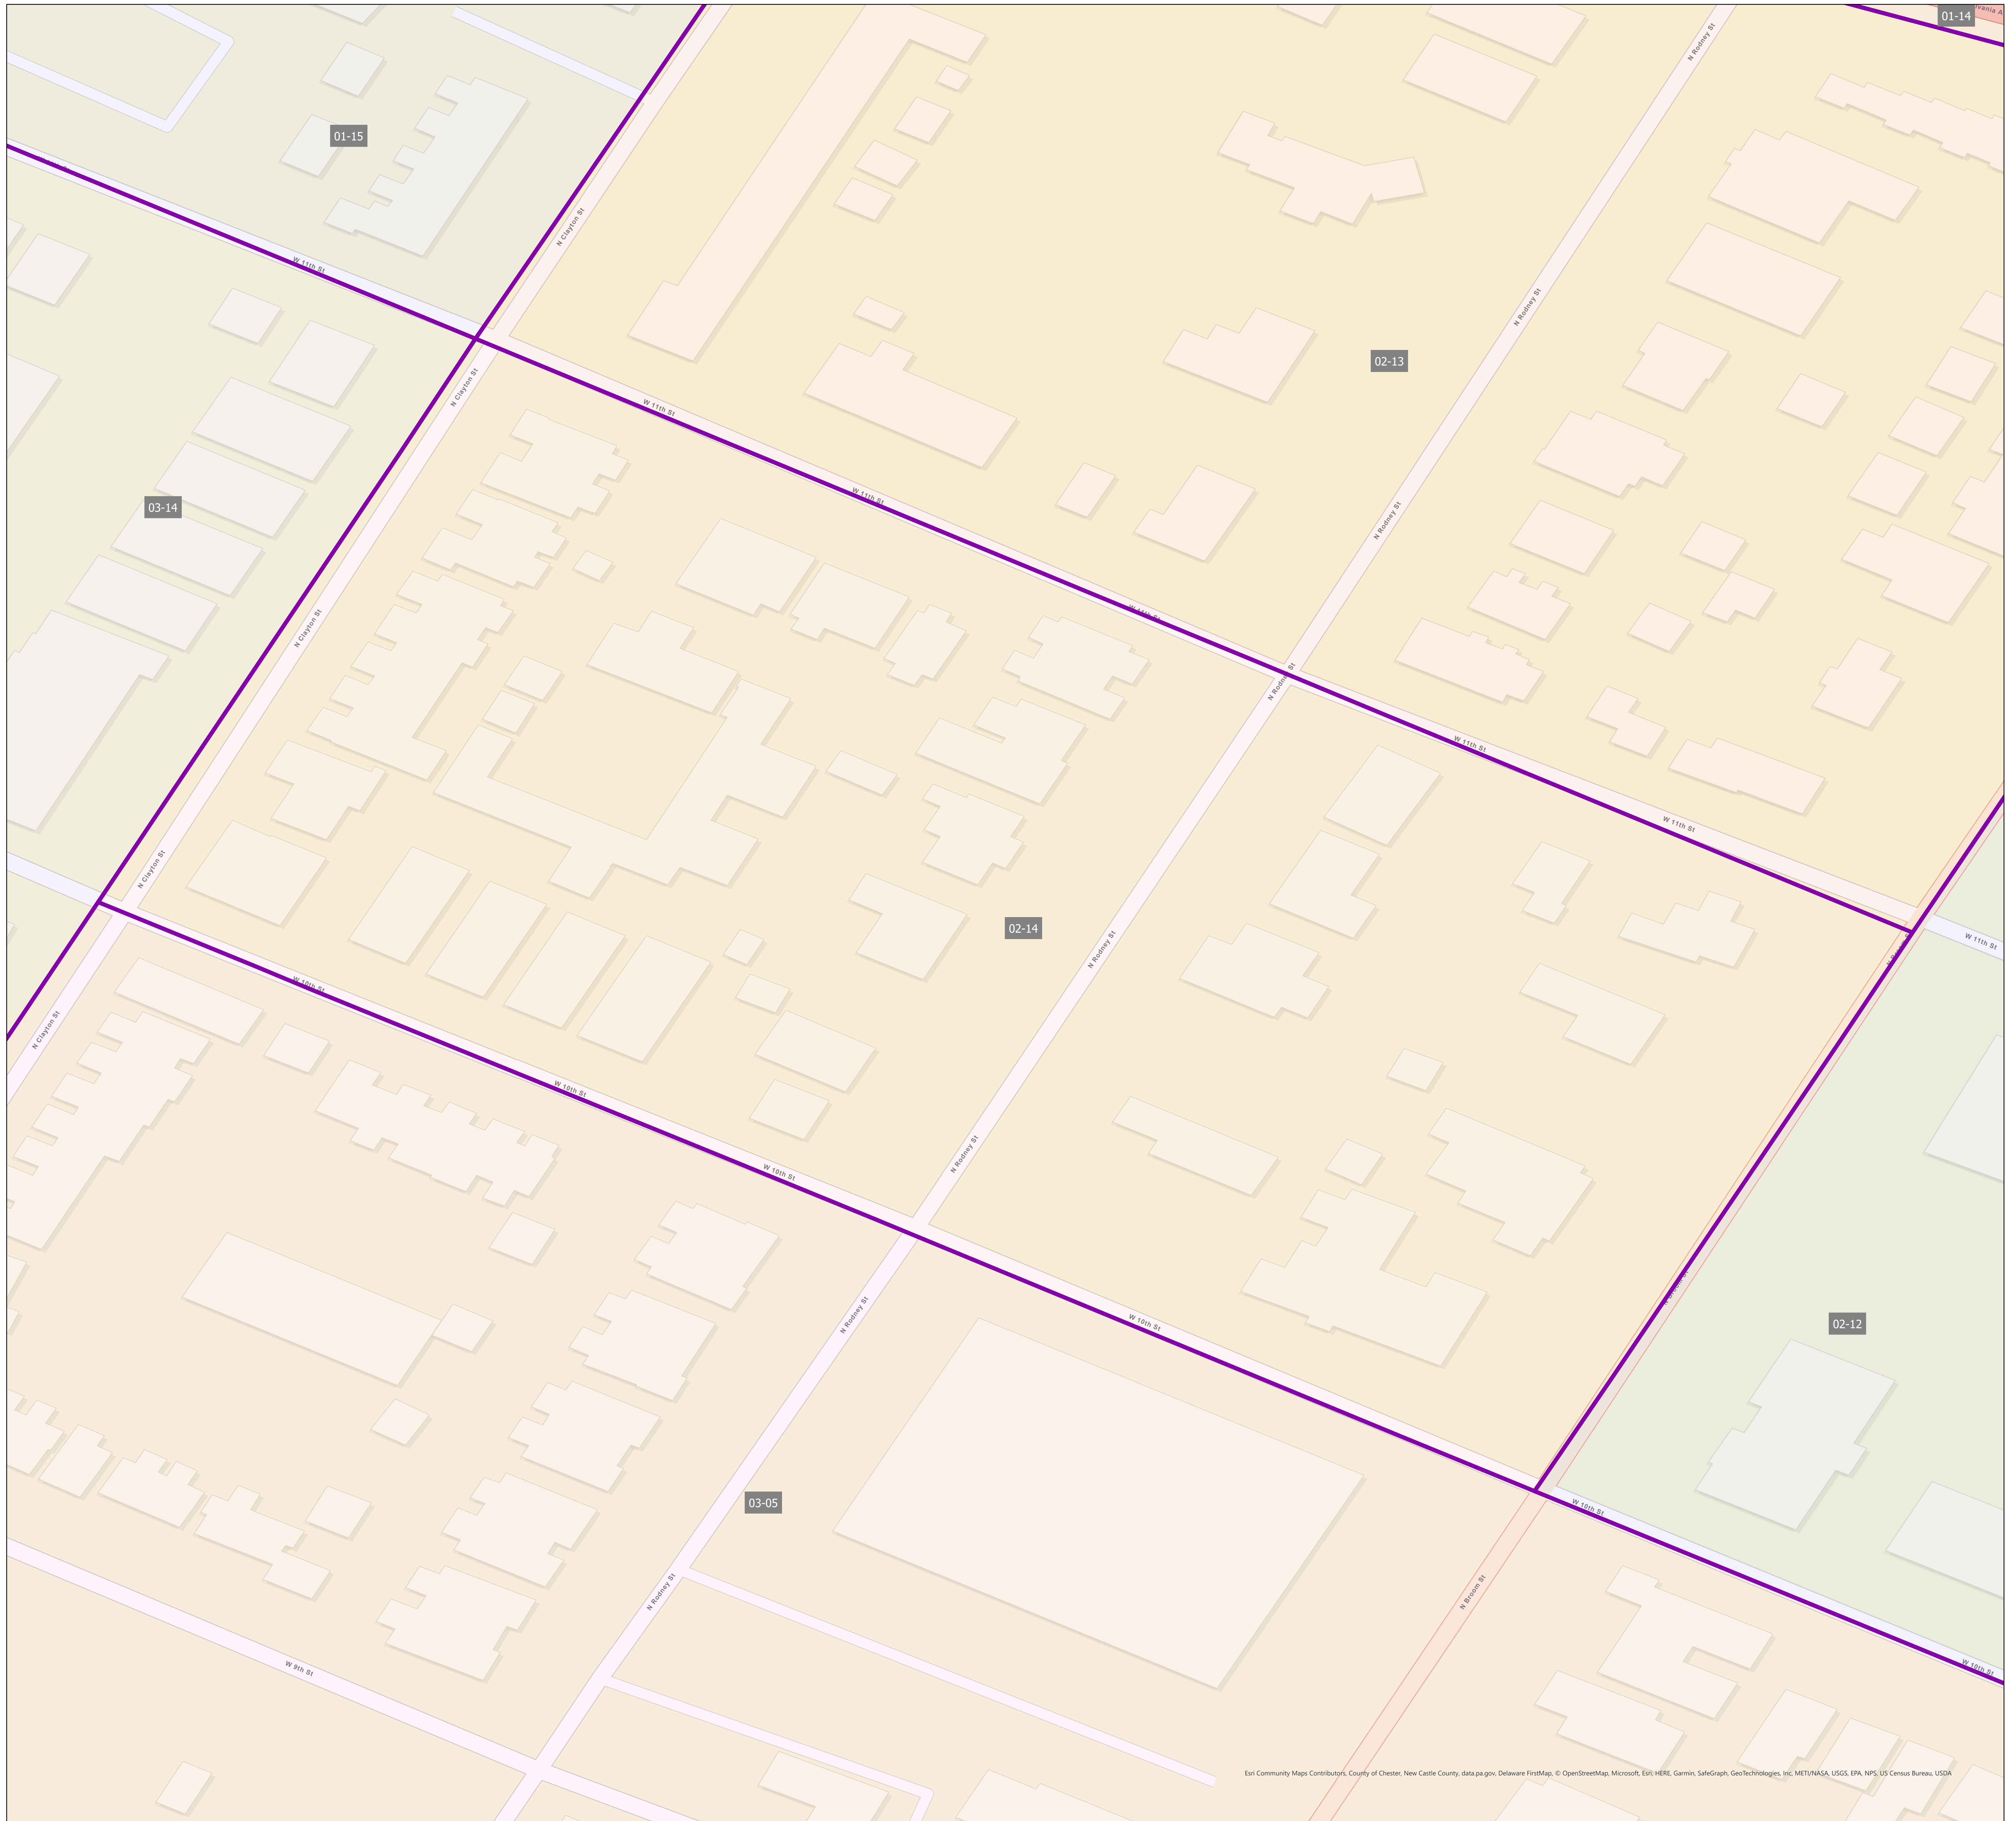 01-14
vania A
N Rodney St
01-15
N Clayton St
W 11th St
N Rodney St
02-13
N Clayton St
W 11th St
W 11th St
03-14
N Rodney St
W 11th St
N Clayton St
N Rodney St
W 11th St
W 11th St
N Clayton St
02-14
W 11th St
N Rodney St
W 10th St
N Clayton St
W 10th St
N Rodney St
W 10th St
N Rodney St
W 10th St
02-12
03-05
W 10th St
N Rodney St
N Broom St
W 9th St
W 10th St
Esri Community Maps Contributors, County of Chester, New Castle County, data.pa.gov, Delaware FirstMap, © OpenStreetMap, Microsoft, Esri, HERE, Garmin, SafeGraph, GeoTechnologies, Inc, METI/NASA, USGS, EPA, NPS, US Census Bureau, USDA